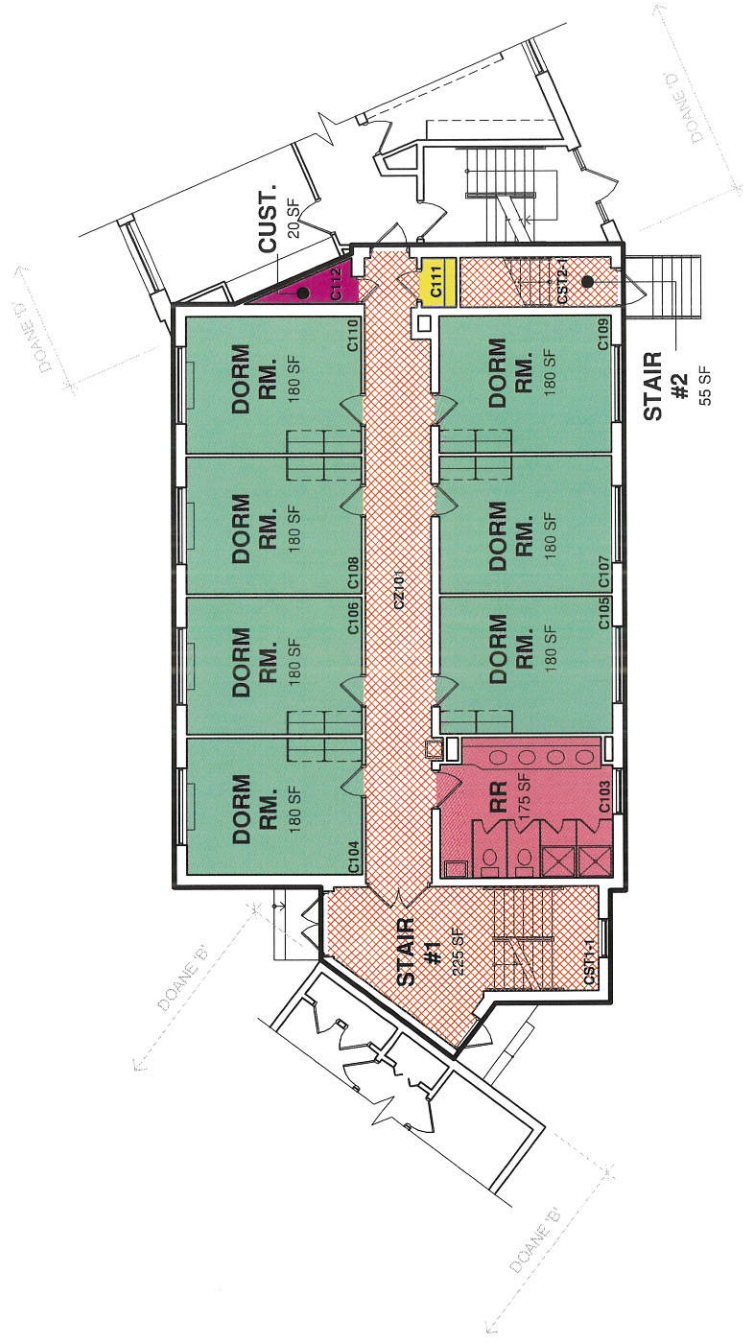 DOANE 'D'
DOANE 'D'
CUST.
20 SF
C112
C111
CST2-1
STAIR
#2
55 SF
DORM
RM.
180 SF
C110
DORM
RM.
180 SF
C109
DORM
RM.
180 SF
C108
DORM
RM.
180 SF
C107
CZ101
DORM
RM.
180 SF
C106
DORM
RM.
180 SF
C105
DORM
RM.
180 SF
C104
RR
175 SF
C103
STAIR
#1
225 SF
CST1-1
DOANE 'B'
DOANE 'B'